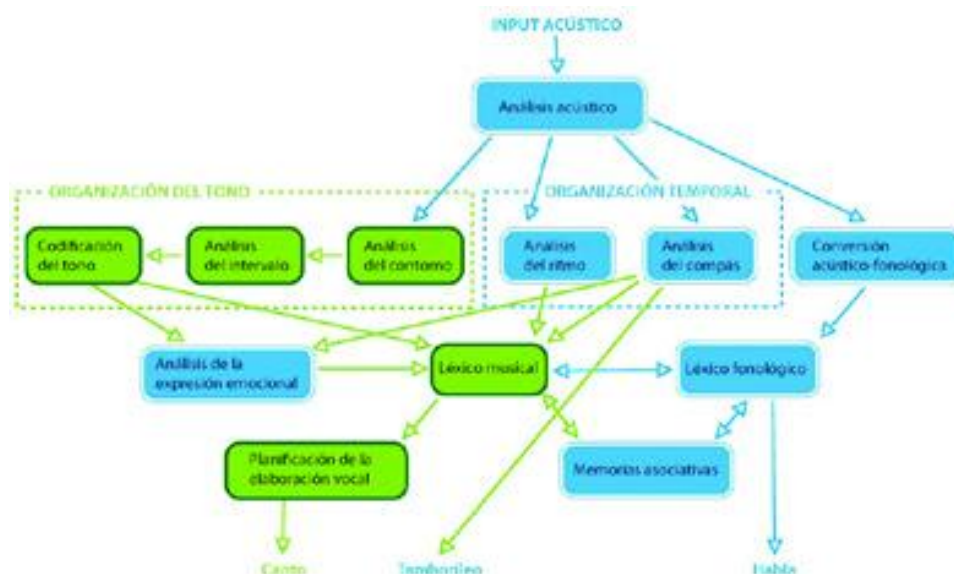 INPUT ACÚSTICO
Análisis acústico
ORGANIZACIÓN DEL TONO
ORGANIZACIÓN TEMPORAL
Codificación
del tono
Análisis
del intervalo
Análisis
del contorno
Análisis
del ritmo
Análisis
del compás
Conversión
acústico-fonológica
Análisis de la
expresión emocional
Léxico musical
Léxico fonológico
Planificación de la
elaboración vocal
Memorias asociativas
Canto
Tamborileo
Habla